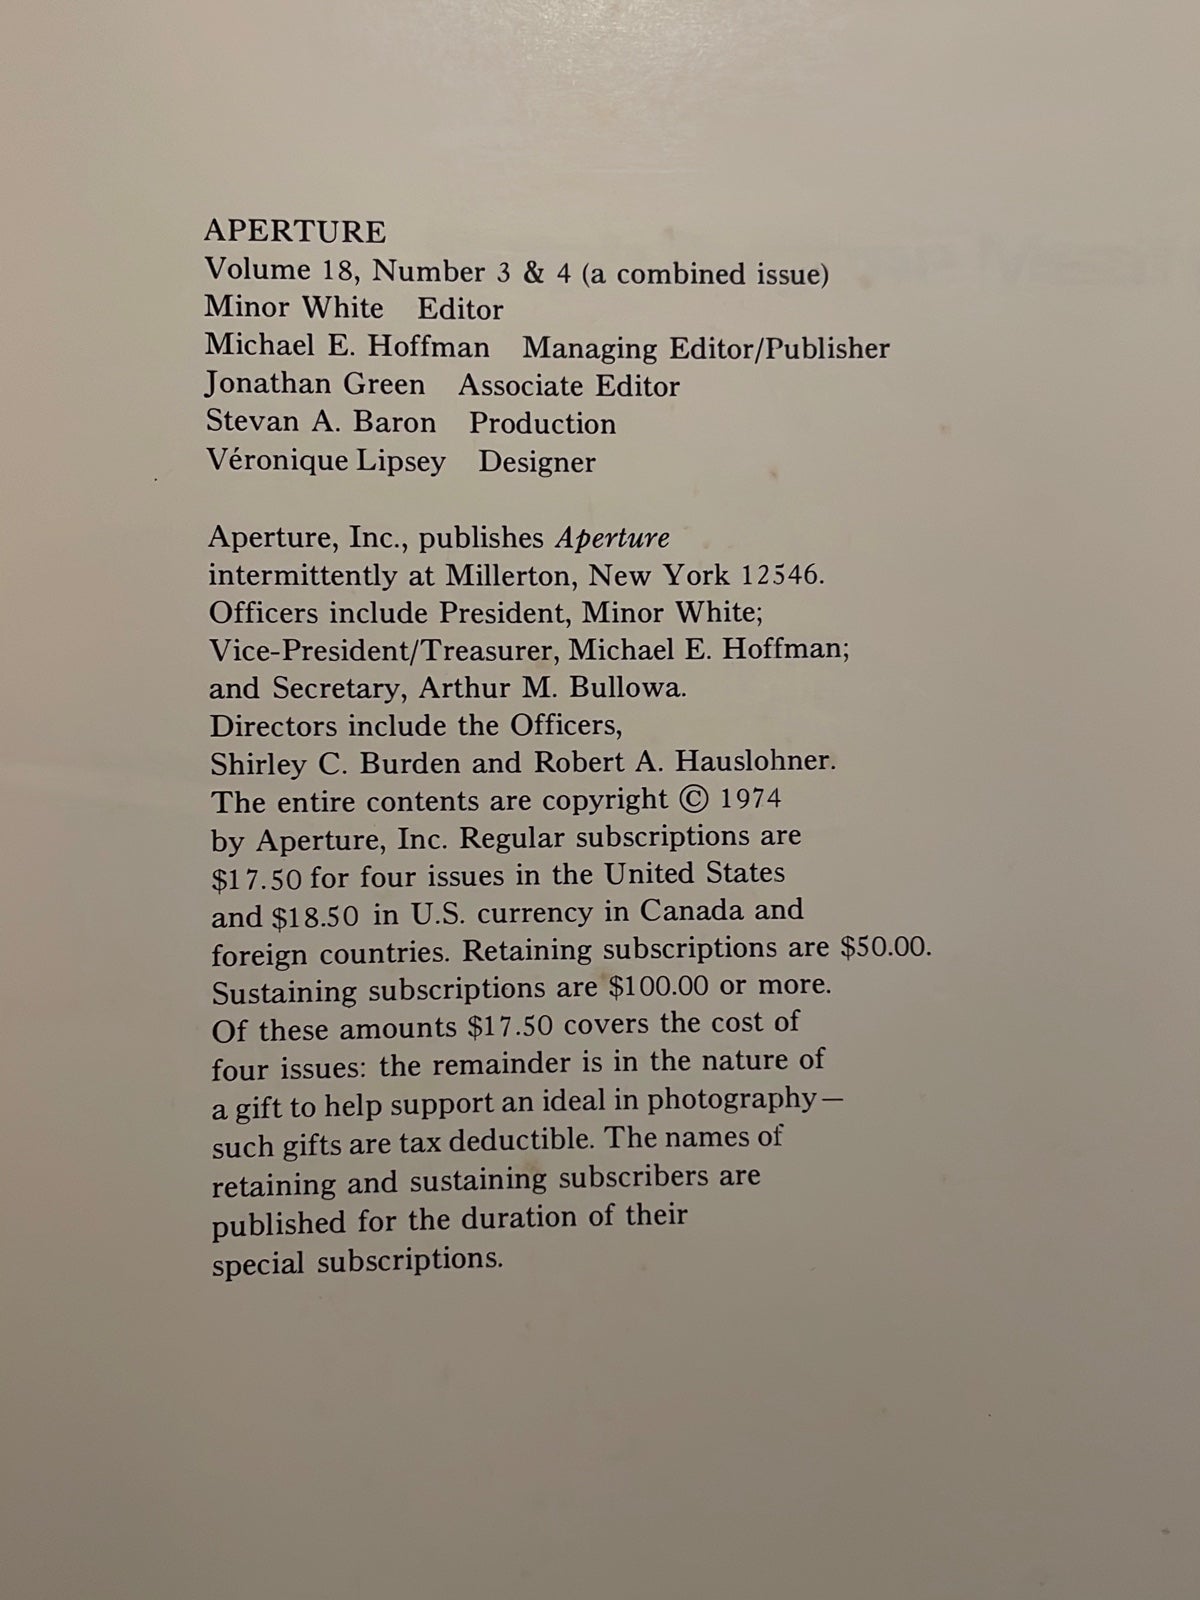 APERTURE
Volume 18, Number 3 & 4 (a combined issue)
Minor White Editor
Michael E. Hoffman Managing Editor/Publisher
Jonathan Green Associate Editor
Stevan A. Baron Production
Véronique Lipsey Designer
Aperture, Inc., publishes Aperture
intermittently at Millerton, New York 12546.
Officers include President, Minor White;
Vice-President/Treasurer, Michael E. Hoffman;
and Secretary, Arthur M. Bullowa.
Directors include the Officers,
Shirley C. Burden and Robert A. Hauslohner.
The entire contents are copyright © 1974
by Aperture, Inc. Regular subscriptions are
$17.50 for four issues in the United States
and $18.50 in U.S. currency in Canada and
foreign countries. Retaining subscriptions are $50.00.
Sustaining subscriptions are $100.00 or more.
Of these amounts $17.50 covers the cost of
four issues: the remainder is in the nature of
a gift to help support an ideal in photography—
such gifts are tax deductible. The names of
retaining and sustaining subscribers are
published for the duration of their
special subscriptions.